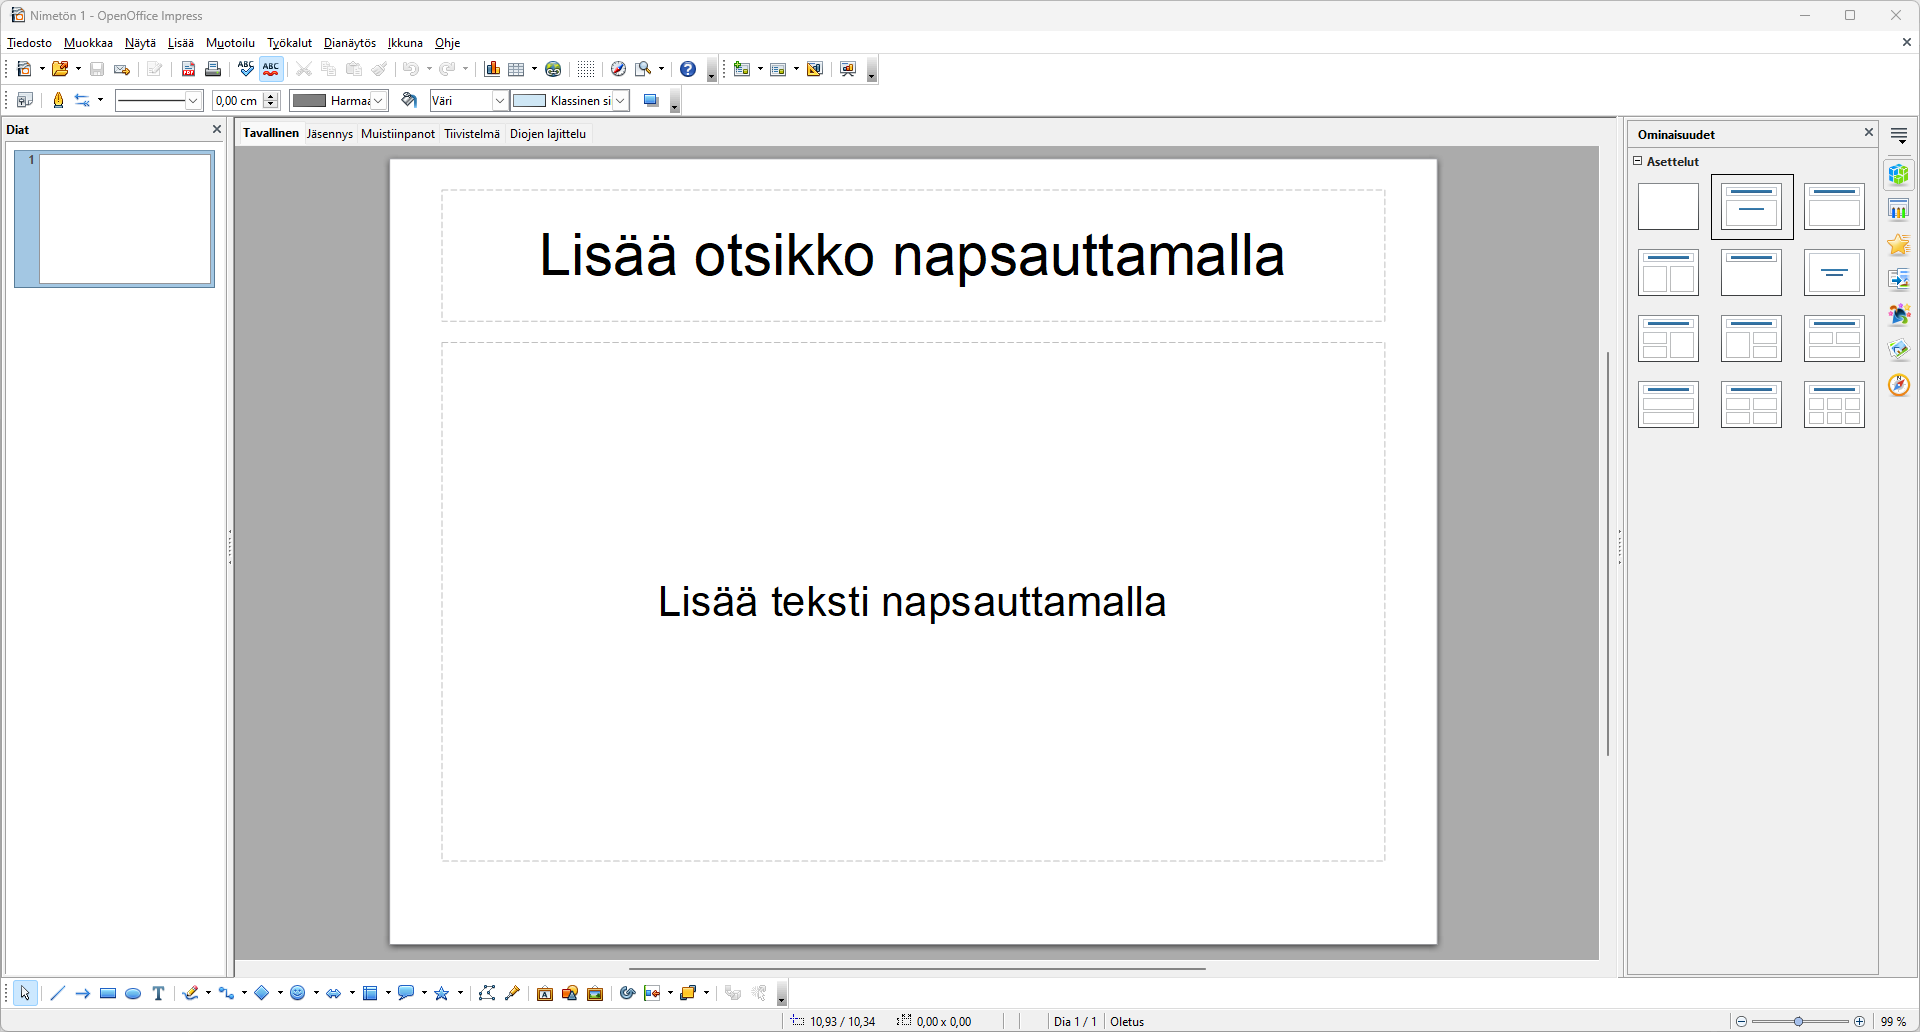 Nimetön 1 - OpenOffice Impress
Tiedosto Muokkaa Näytä Lisää Muotoilu Työkalut Dianäytös Ikkuna Ohje
0,00 cm Harmaa Väri Klassinen si
Diat
Tavallinen Jäsennys Muistiinpanot Tiivistelmä Diojen lajittelu
Ominaisuudet
Asettelut
1
Lisää otsikko napsauttamalla
Lisää teksti napsauttamalla
10,93 / 10,34 0,00 x 0,00 Dia 1 / 1 Oletus 99 %